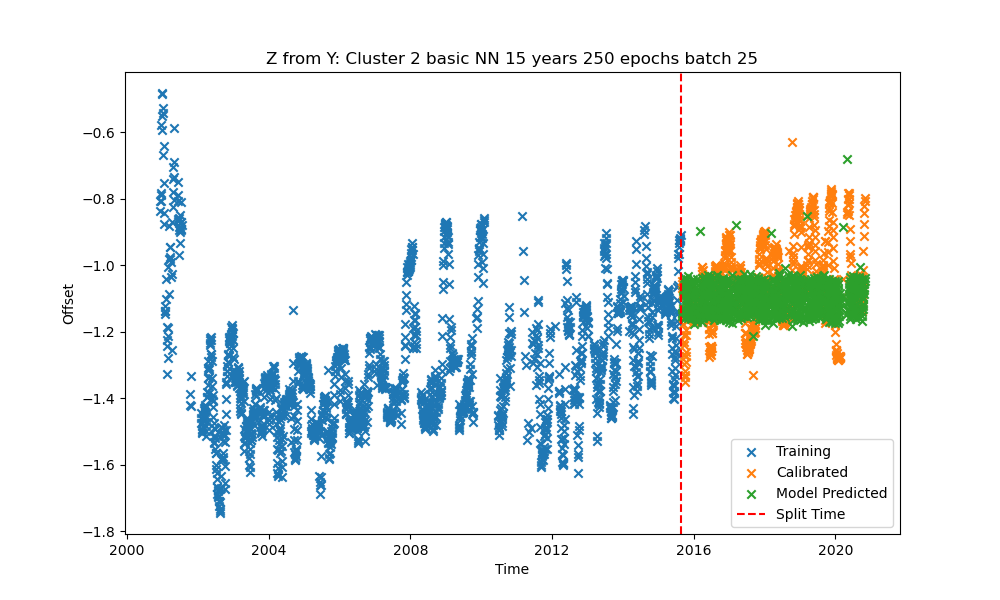 Z from Y: Cluster 2 basic NN 15 years 250 epochs batch 25
−0.6
−0.8
−1.0
−1.2
−1.4
−1.6
−1.8
Offset
2000
2004
2008
2012
2016
2020
Time
Training
Calibrated
Model Predicted
Split Time